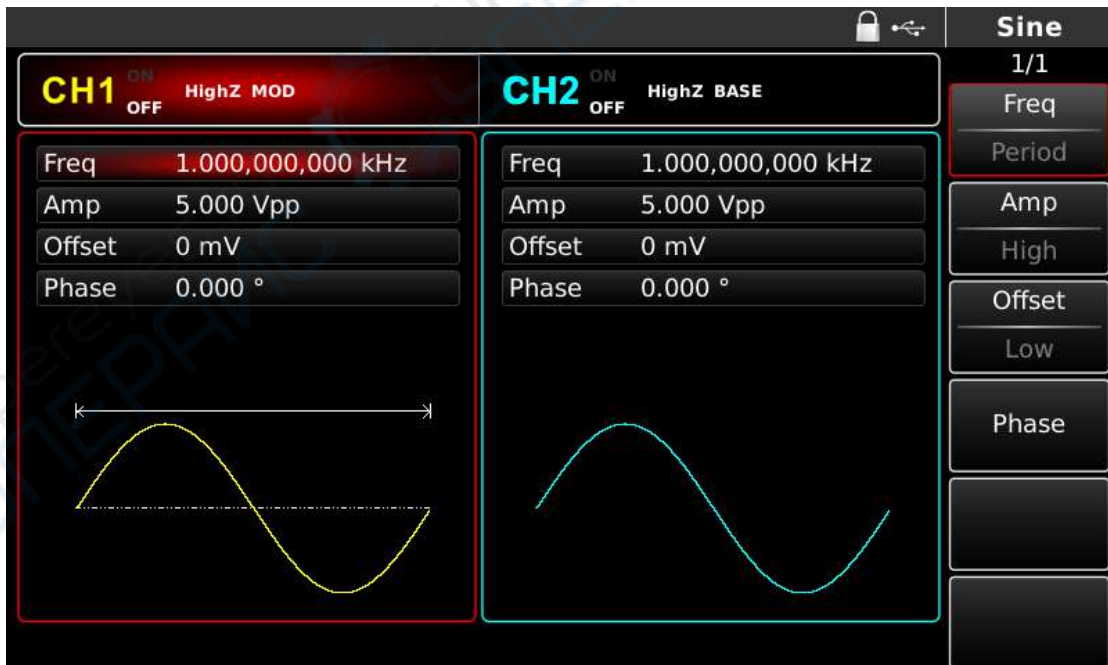 Sine
1/1
CH1 ON OFF HighZ MOD
CH2 ON OFF HighZ BASE
Freq 1.000,000,000 kHz
Amp 5.000 Vpp
Offset 0 mV
Phase 0.000 °
Freq 1.000,000,000 kHz
Amp 5.000 Vpp
Offset 0 mV
Phase 0.000 °
Freq
Period
Amp
High
Offset
Low
Phase